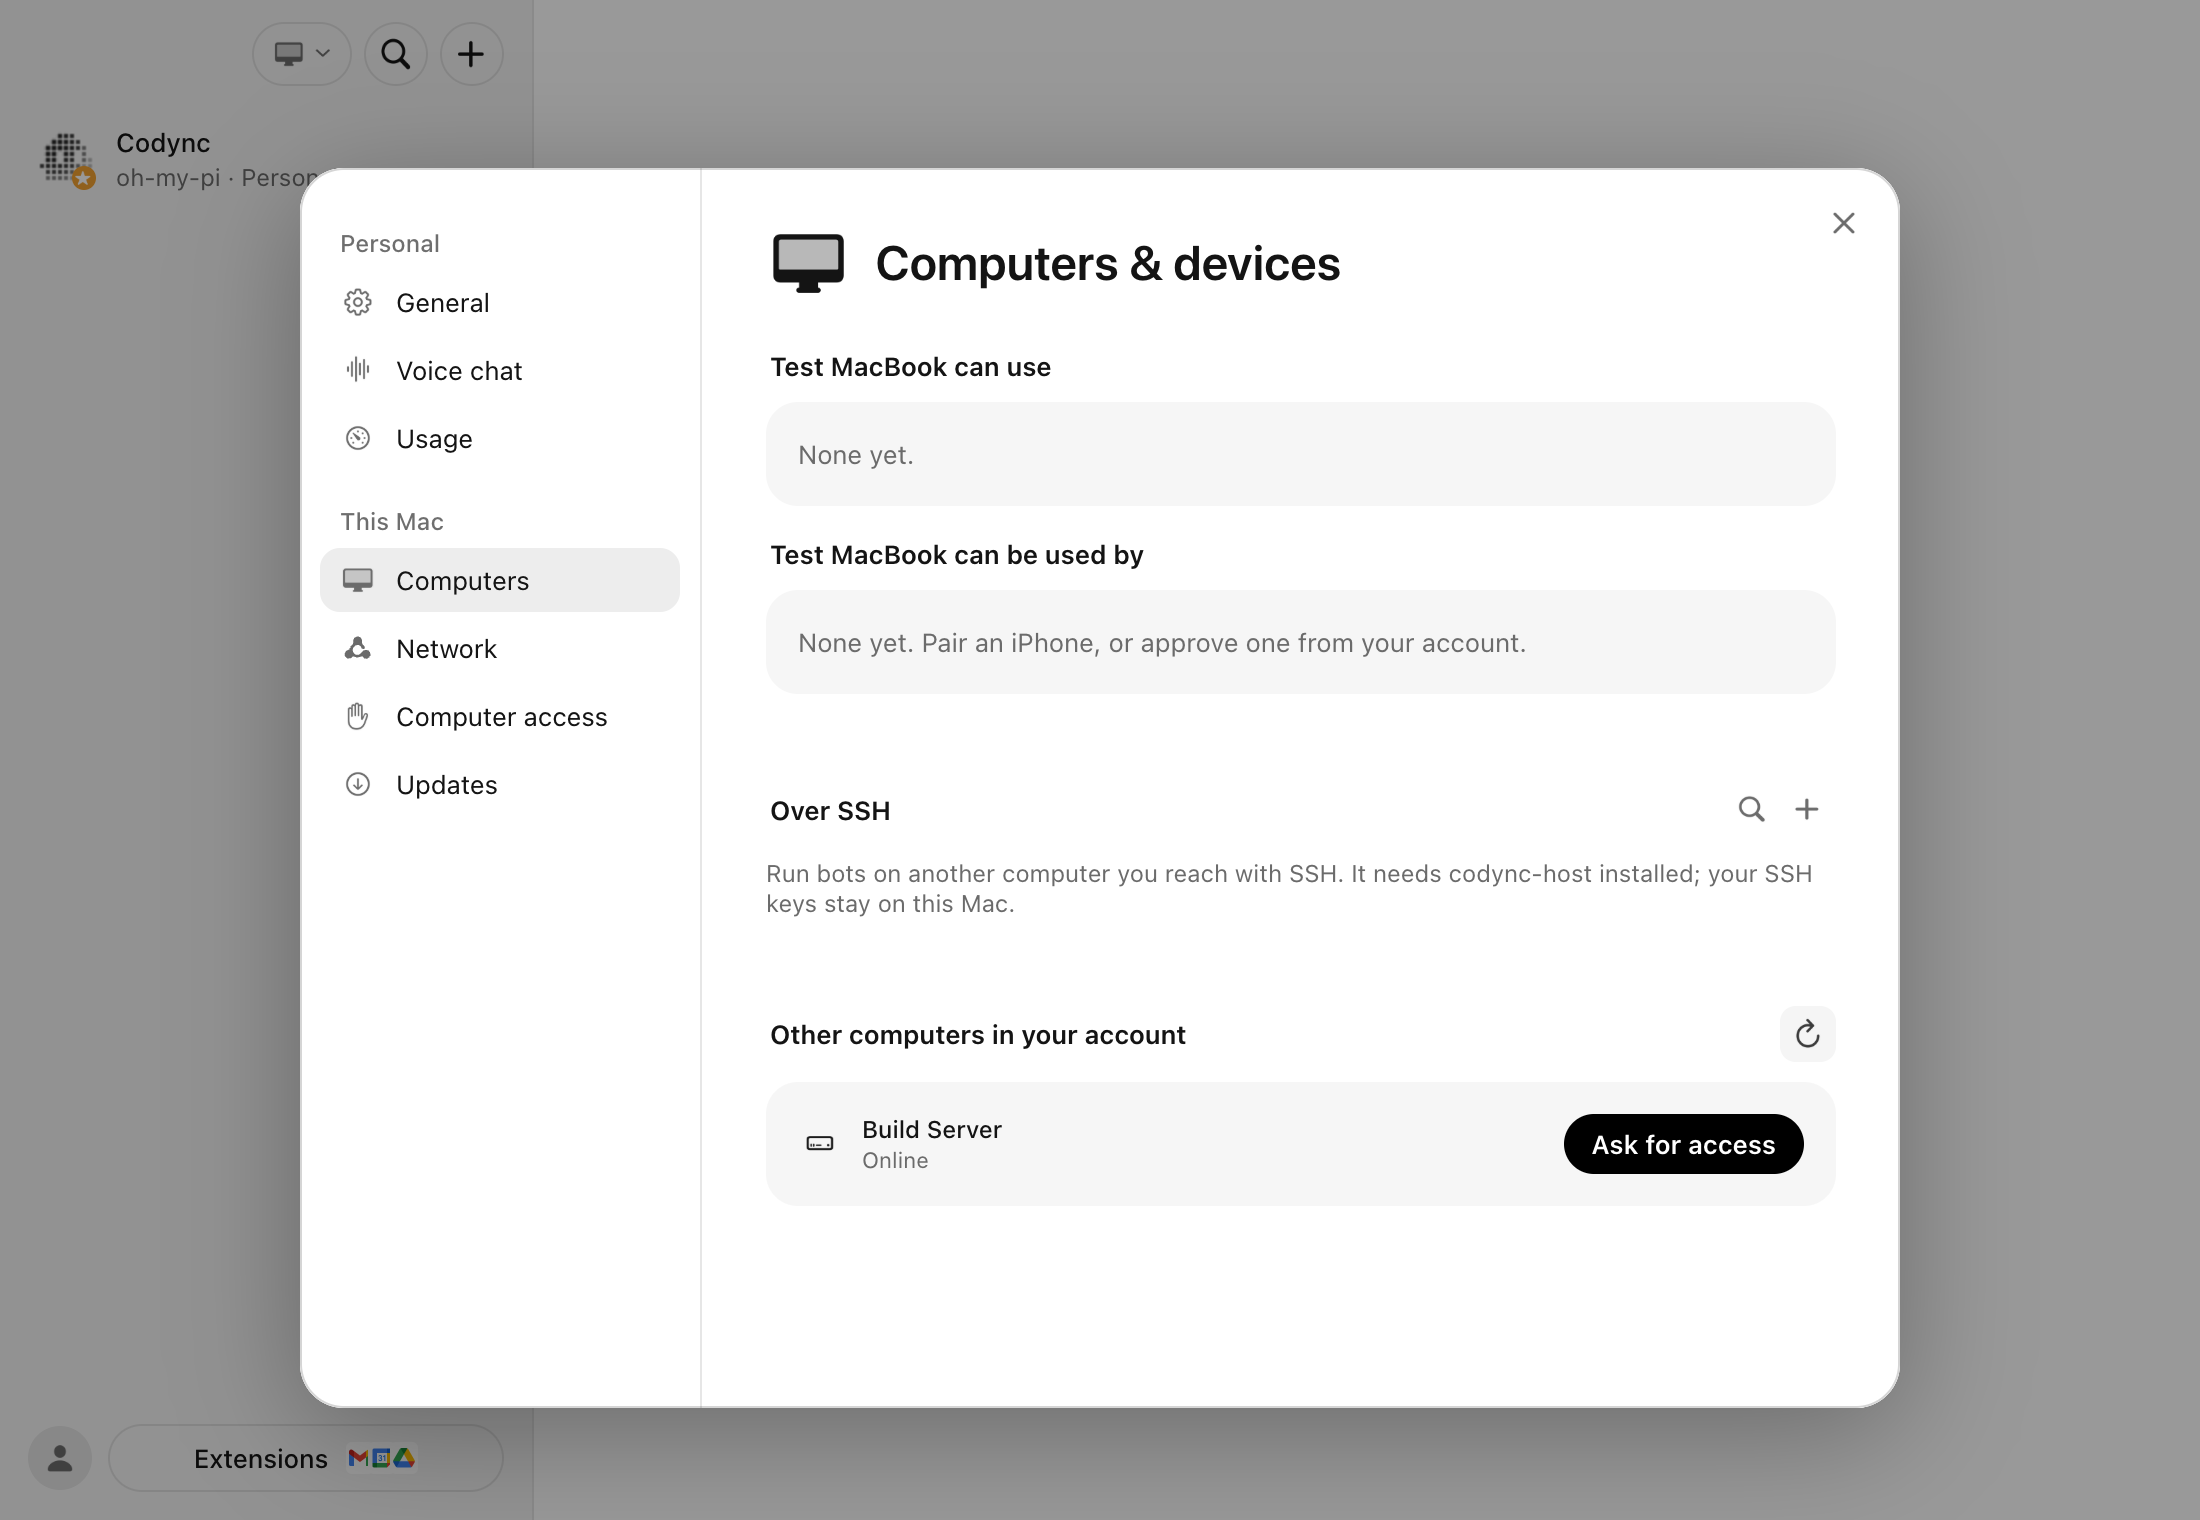 Codync
oh-my-pi · Person
Personal
General
Voice chat
Usage
This Mac
Computers
Network
Computer access
Updates
Computers & devices
Test MacBook can use
None yet.
Test MacBook can be used by
None yet. Pair an iPhone, or approve one from your account.
Over SSH
Run bots on another computer you reach with SSH. It needs codync-host installed; your SSH
keys stay on this Mac.
Other computers in your account
Build Server
Online
Ask for access
Extensions
31